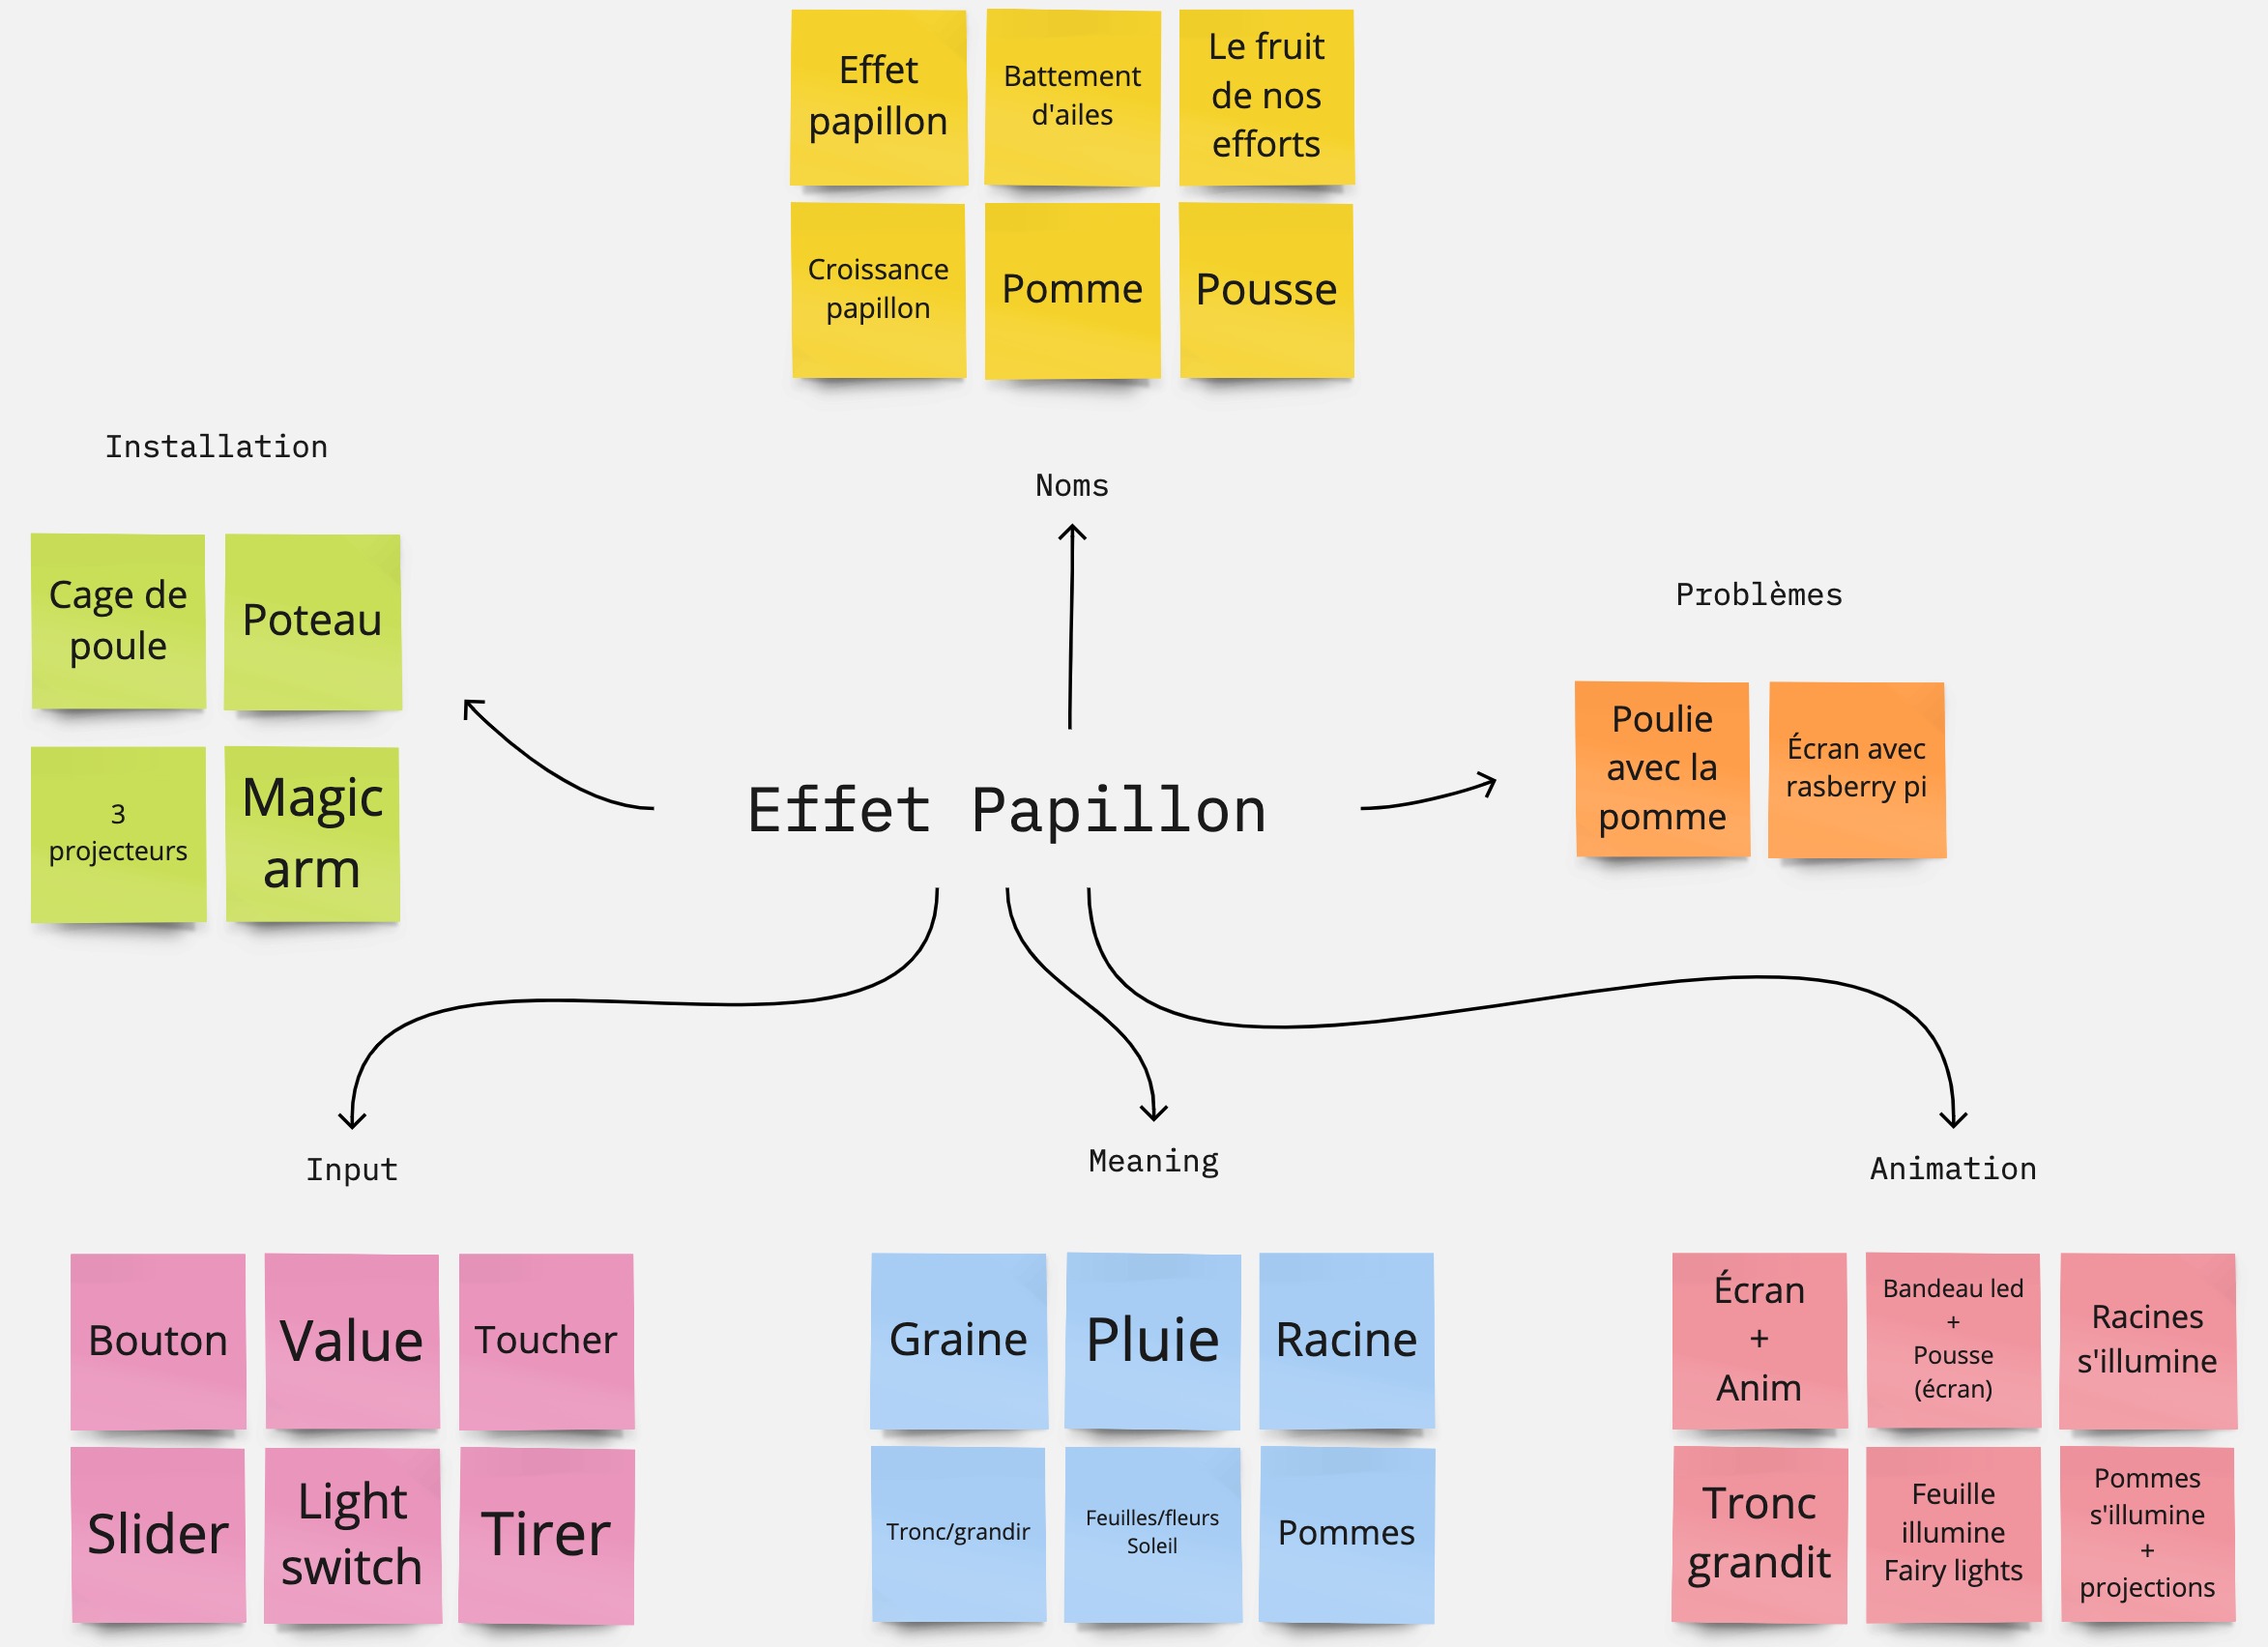 Effet
papillon
Battement
d'ailes
Le fruit
de nos
efforts
Croissance
papillon
Pomme
Pousse
Noms
Installation
Cage de
poule
Poteau
3
projecteurs
Magic
arm
Problèmes
Poulie
avec la
pomme
Écran avec
rasberry pi
Effet Papillon
Input
Bouton
Value
Toucher
Slider
Light
switch
Tirer
Meaning
Graine
Pluie
Racine
Tronc/grandir
Feuilles/fleurs
Soleil
Pommes
Animation
Écran
+
Anim
Bandeau led
+
Pousse
(écran)
Racines
s'illumine
Tronc
grandit
Feuille
illumine
Fairy lights
Pommes
s'illumine
+
projections